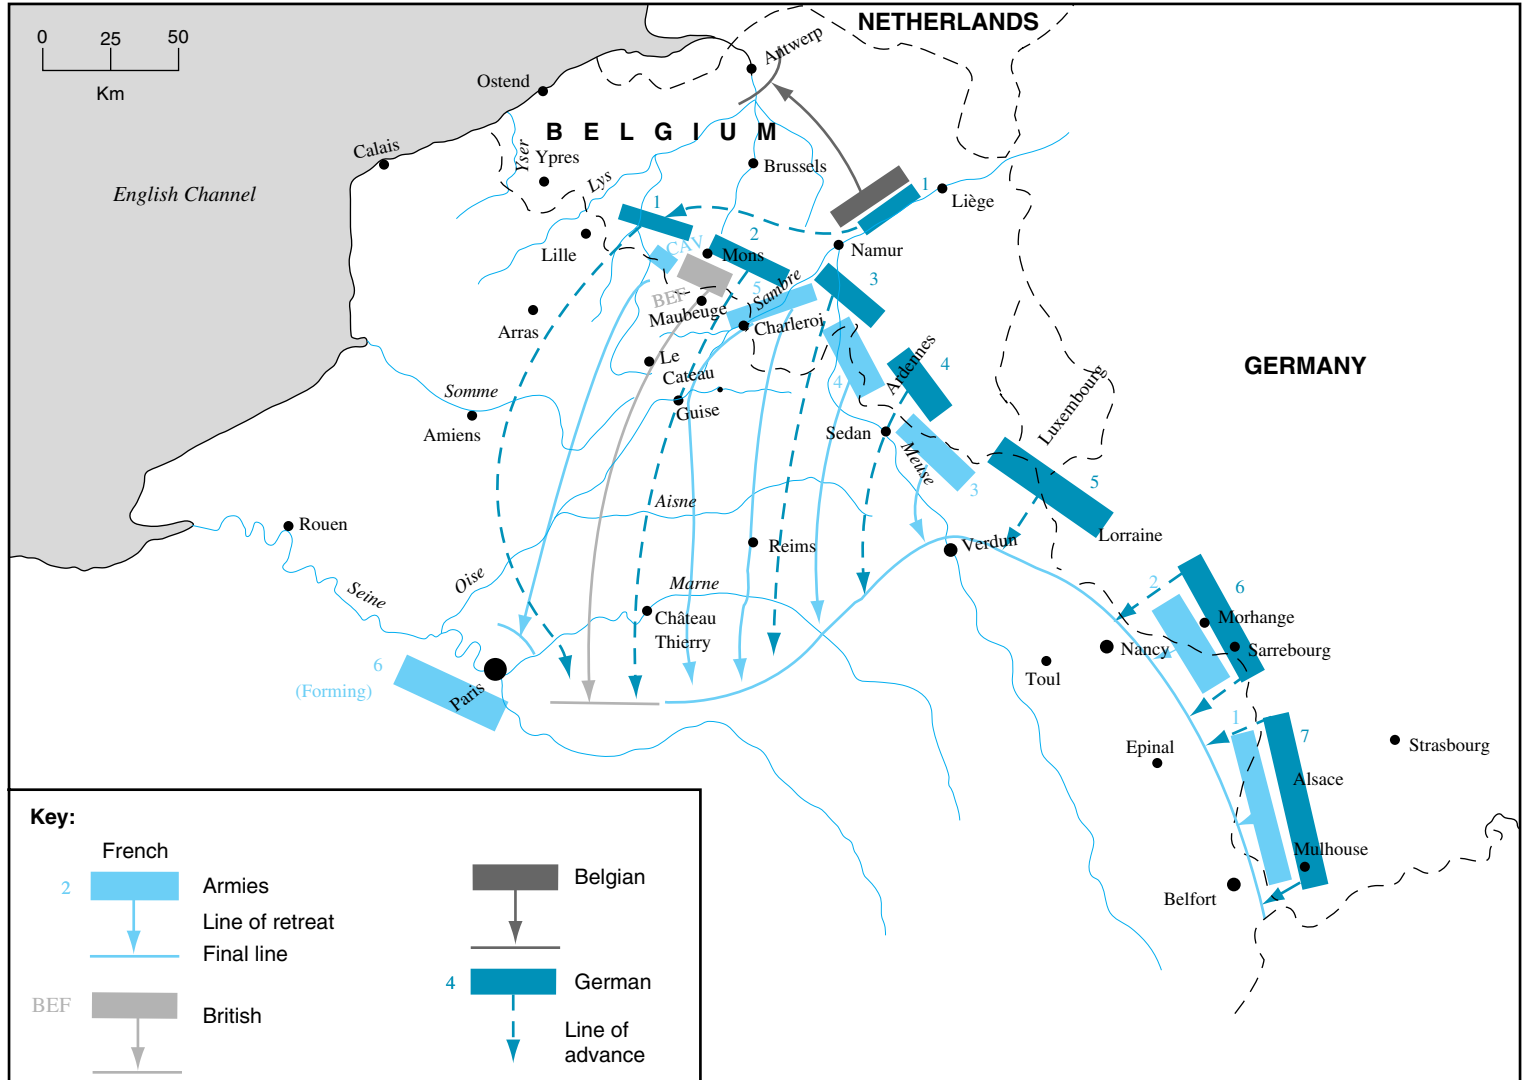 NETHERLANDS
0 25 50
Km
Antwerp
Ostend
BELGIUM
Calais
Yser
Ypres
Brussels
English Channel
Lys
1
Liège
1
Lille
CAV
2
Mons
Namur
BEF
5
Sambre
3
Maubeuge
Charleroi
Arras
Le
Cateau
4
Ardennes
4
GERMANY
Somme
Guise
Luxembourg
Amiens
Sedan
Meuse
3
5
Aisne
Lorraine
Rouen
Reims
Verdun
Oise
Seine
Marne
2
6
Château
Thierry
Morhange
Nancy
Sarrebourg
6
(Forming)
Paris
Toul
1
7
Epinal
Strasbourg
Alsace
Mulhouse
Belfort
Key:
French
2
Armies
Line of retreat
Final line
BEF
British
Belgian
4
German
Line of
advance